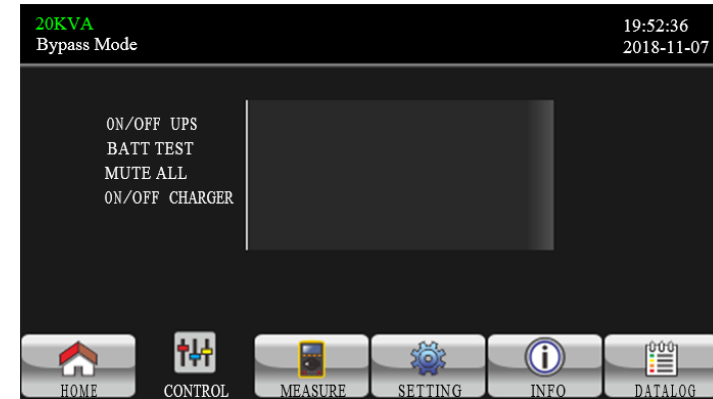 20KVA
19:52:36
Bypass Mode
2018-11-07
ON/OFF UPS
BATT TEST
MUTE ALL
ON/OFF CHARGER
HOME
CONTROL
MEASURE
SETTING
INFO
DATALOG